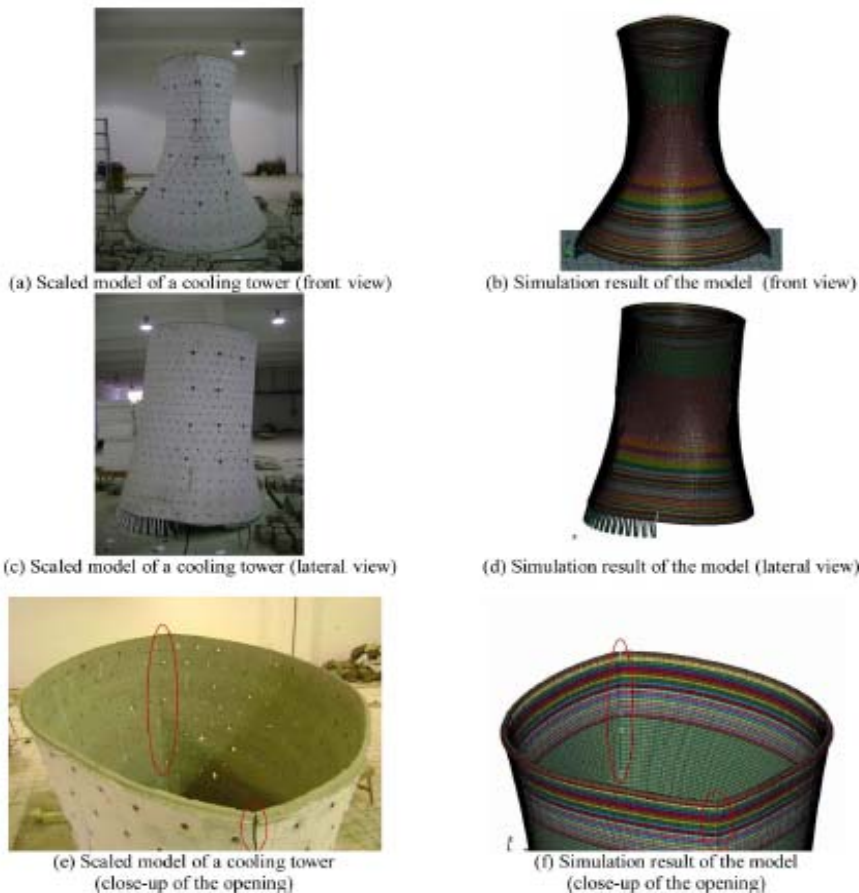 (a) Scaled model of a cooling tower (front view)
(b) Simulation result of the model (front view)
(c) Scaled model of a cooling tower (lateral view)
(d) Simulation result of the model (lateral view)
(e) Scaled model of a cooling tower
(close-up of the opening)
(f) Simulation result of the model
(close-up of the opening)